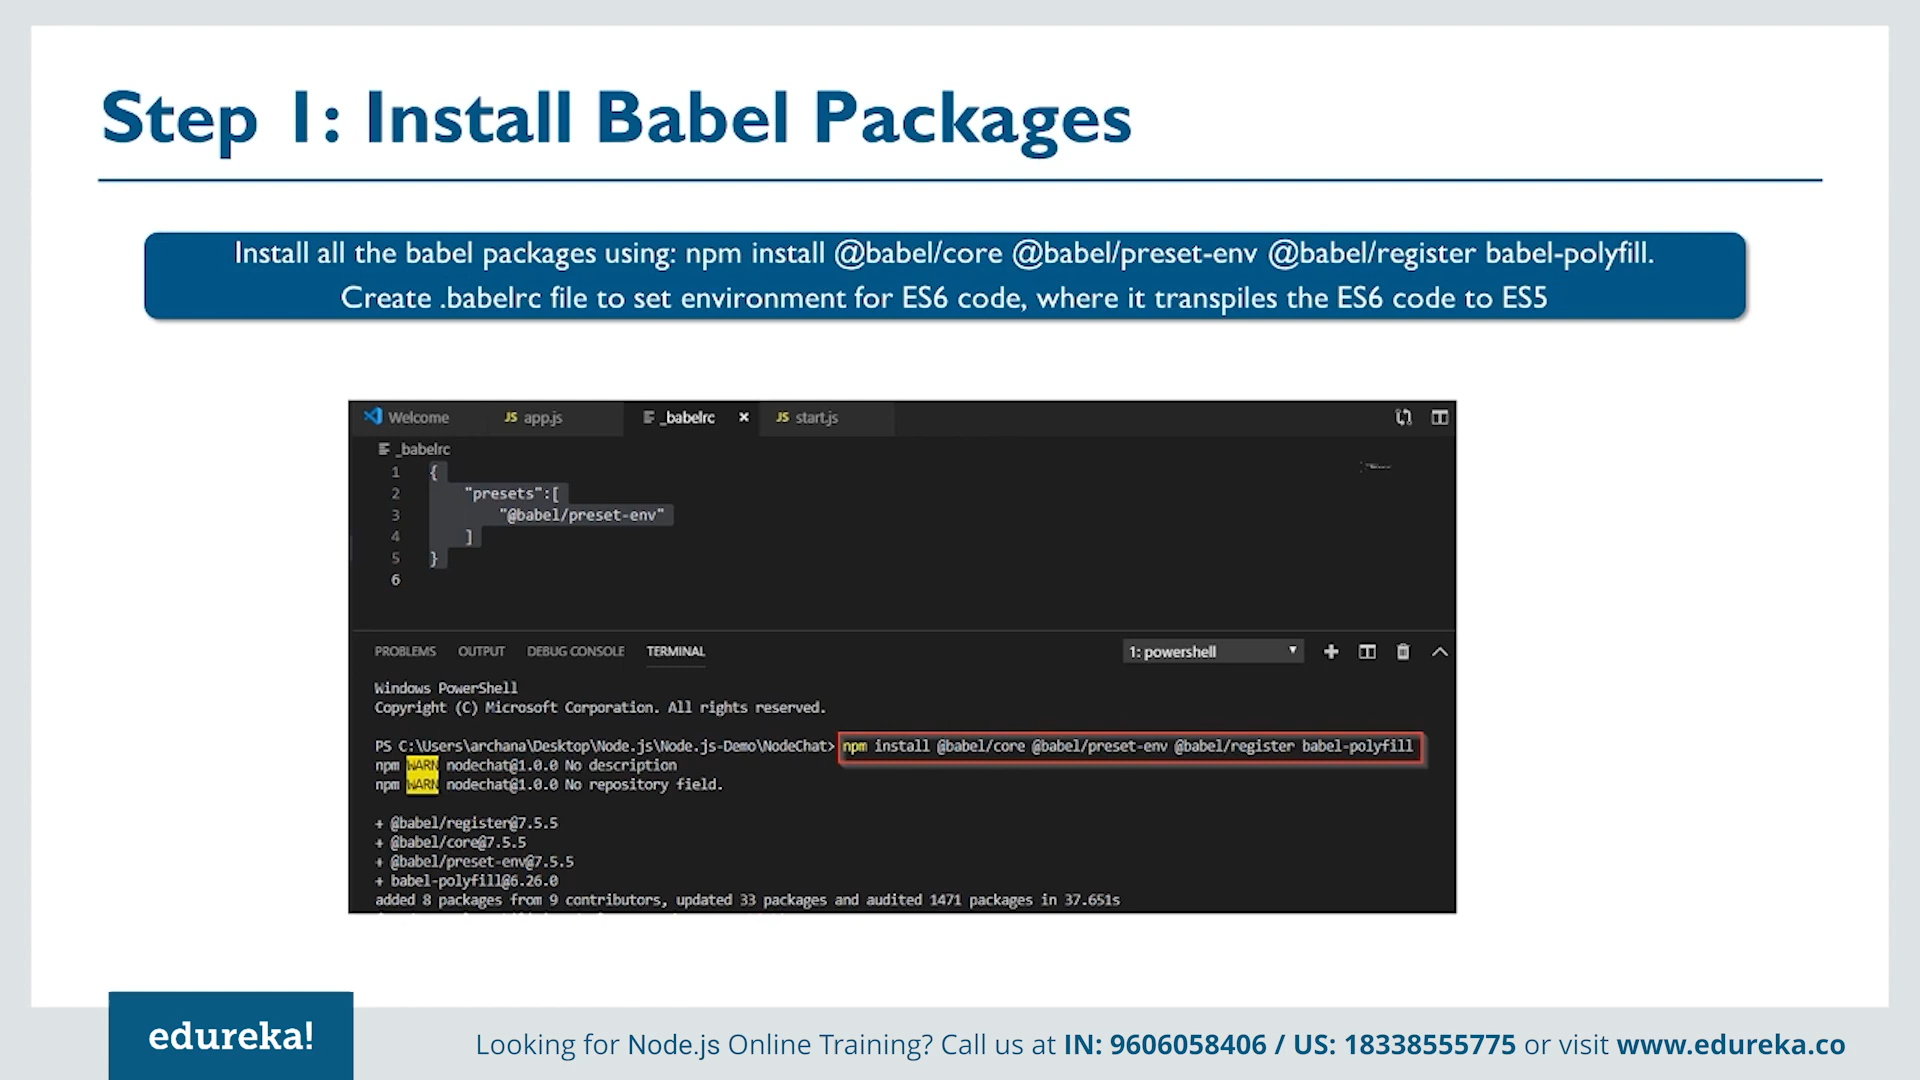 Step 1: Install Babel Packages
Install all the babel packages using: npm install @babel/core @babel/preset-env @babel/register babel-polyfill.
Create .babelrc file to set environment for ES6 code, where it transpiles the ES6 code to ES5
Welcome JS app.js _babelrc × JS start.js
_babelrc
1 {
2 "presets":[
3 "@babel/preset-env"
4 ]
5 }
6
PROBLEMS OUTPUT DEBUG CONSOLE TERMINAL 1: powershell
Windows PowerShell
Copyright (C) Microsoft Corporation. All rights reserved.
PS C:\Users\archana\Desktop\Node.js\Node.js-Demo\NodeChat> npm install @babel/core @babel/preset-env @babel/register babel-polyfill
npm WARN nodechat@1.0.0 No description
npm WARN nodechat@1.0.0 No repository field.
+ @babel/register@7.5.5
+ @babel/core@7.5.5
+ @babel/preset-env@7.5.5
+ babel-polyfill@6.26.0
added 8 packages from 9 contributors, updated 33 packages and audited 1471 packages in 37.651s
edureka!
Looking for Node.js Online Training? Call us at IN: 9606058406 / US: 18338555775 or visit www.edureka.co